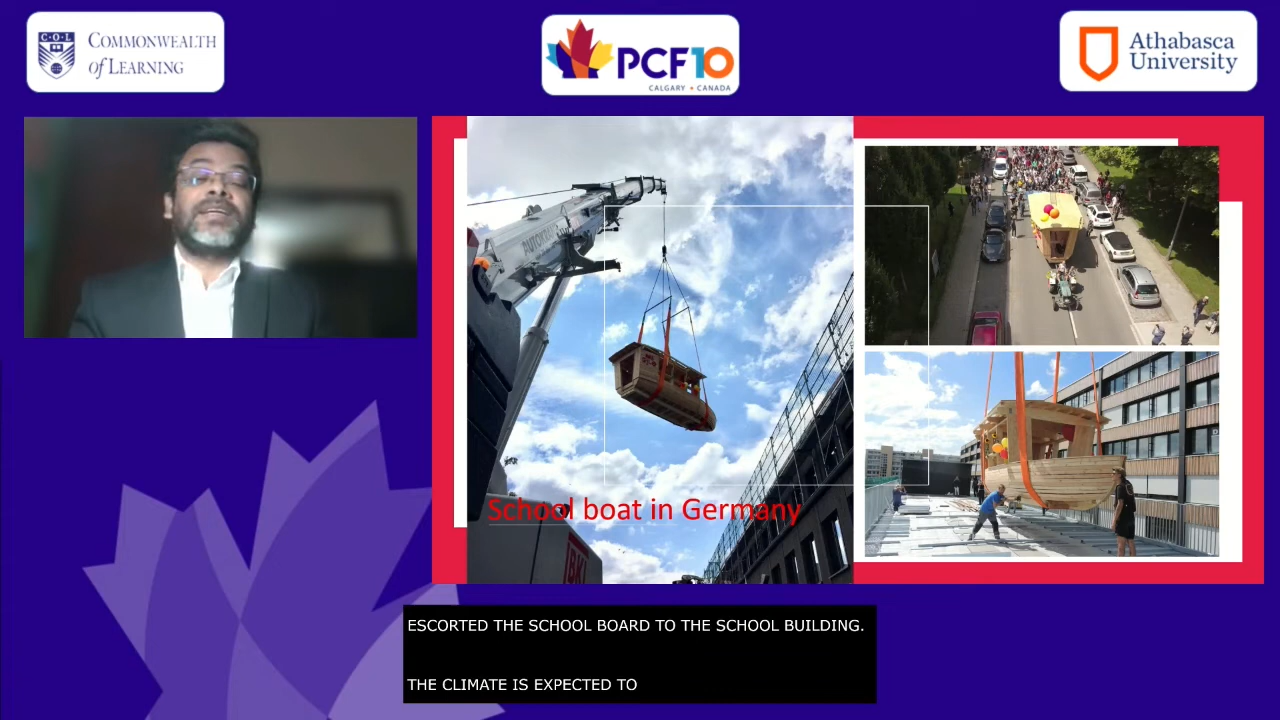 C·O·L
COMMONWEALTH
of LEARNING
PCF10
CALGARY • CANADA
Athabasca
University
School boat in Germany
BKL
ESCORTED THE SCHOOL BOARD TO THE SCHOOL BUILDING.
THE CLIMATE IS EXPECTED TO